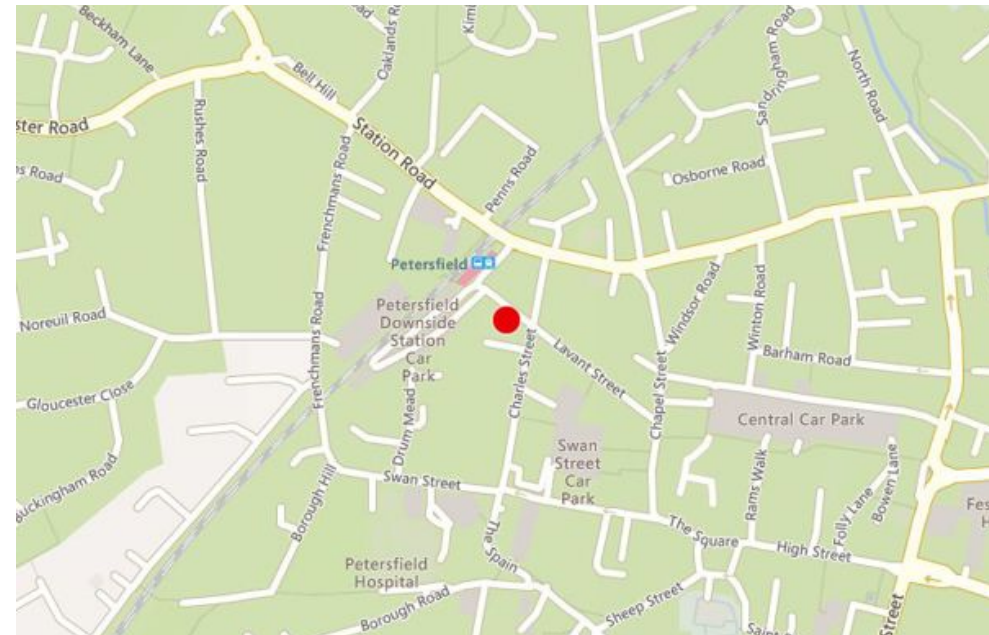 Beckham Lane
Oaklands R
Kiml
Sandringham Road
North Road
Bell Hill
ster Road
Rushes Road
Station Road
Osborne Road
s Road
Frenchmans Road
Penns Road
Petersfield
Windsor Road
Winton Road
Petersfield
Downside
Station
Car
Park
Noreuil Road
Frenchmans Road
Lavant Street
Barham Road
Charles Street
Chapel Street
Gloucester Close
Drum Mead
Central Car Park
Swan
Street
Car
Park
Buckingham Road
Borough Hill
Swan Street
Rams Walk
Folly Lane
Bowen Lane
The Spain
The Square
High Street
Fes
H
Petersfield
Hospital
Borough Road
Sheep Street
Saint
Street